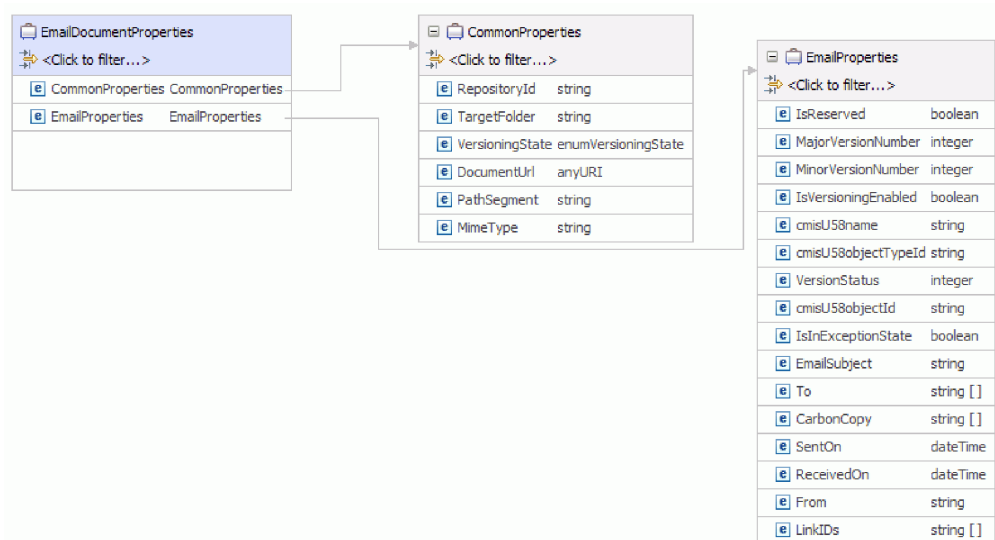 EmailDocumentProperties
<Click to filter...>
CommonProperties CommonProperties
EmailProperties EmailProperties
CommonProperties
<Click to filter...>
RepositoryId string
TargetFolder string
VersioningState enumVersioningState
DocumentUrl anyURI
PathSegment string
MimeType string
EmailProperties
<Click to filter...>
IsReserved boolean
MajorVersionNumber integer
MinorVersionNumber integer
IsVersioningEnabled boolean
cmisU58name string
cmisU58objectTypeId string
VersionStatus integer
cmisU58objectId string
IsInExceptionState boolean
EmailSubject string
To string []
CarbonCopy string []
SentOn dateTime
ReceivedOn dateTime
From string
LinkIDs string []